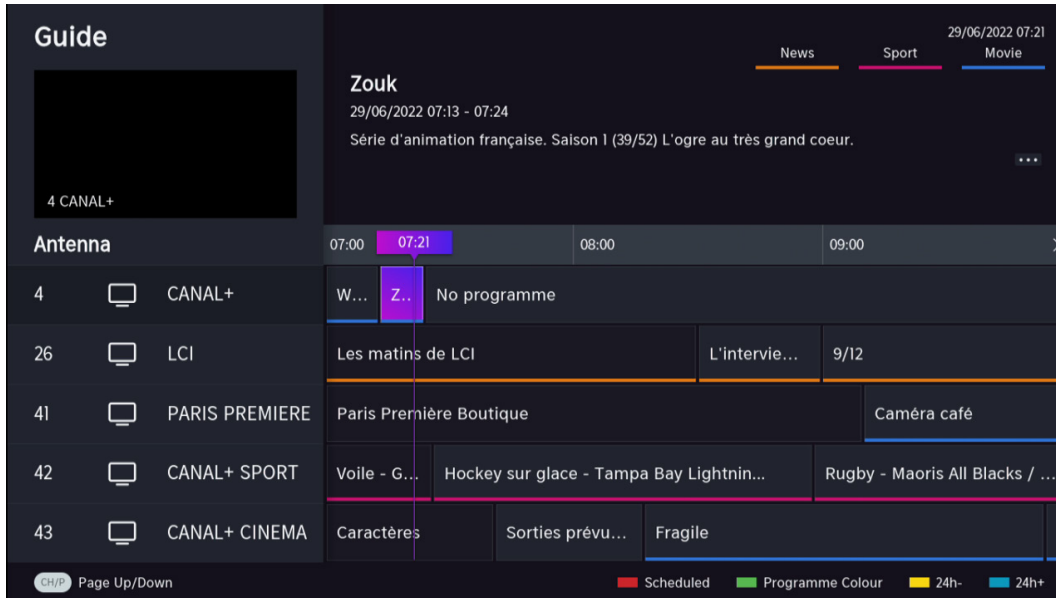 Guide
29/06/2022 07:21
News Sport Movie
Zouk
29/06/2022 07:13 - 07:24
Série d'animation française. Saison 1 (39/52) L'ogre au très grand coeur.
...
4 CANAL+
Antenna 07:00 07:21 08:00 09:00
4 CANAL+ W... Z.. No programme
26 LCI Les matins de LCI L'intervie... 9/12
41 PARIS PREMIERE Paris Première Boutique Caméra café
42 CANAL+ SPORT Voile - G... Hockey sur glace - Tampa Bay Lightnin... Rugby - Maoris All Blacks / ...
43 CANAL+ CINEMA Caractères Sorties prévu... Fragile
CH/P Page Up/Down Scheduled Programme Colour 24h- 24h+